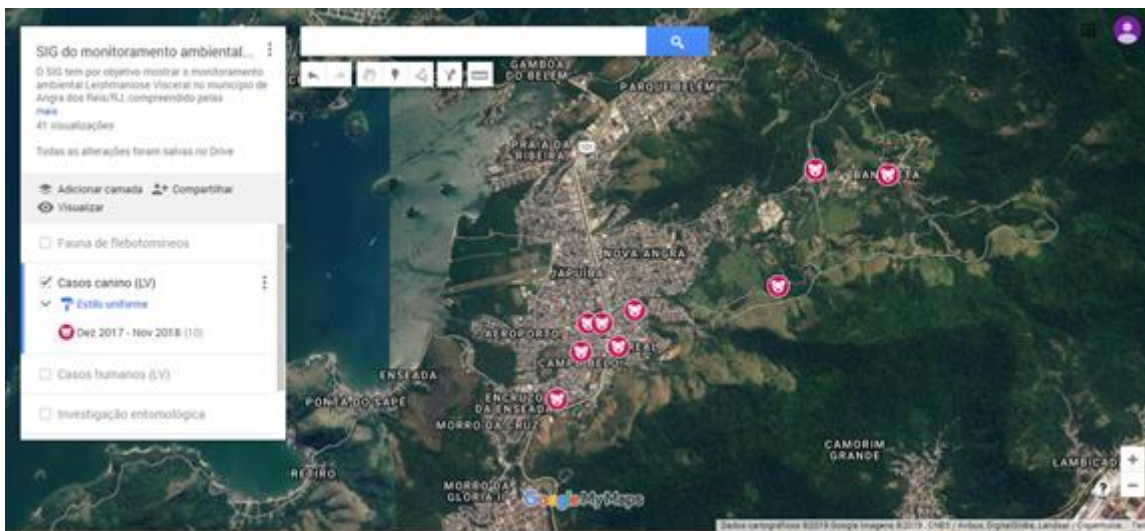 SIG do monitoramento ambiental...
O SIG tem por objetivo mostrar o monitoramento
ambiental Leishmaniose Visceral no município de
Angra dos Reis/RJ, compreendido pelas
mais
41 visualizações
Todas as alterações foram salvas no Drive
Adicionar camada Compartilhar
Visualizar
Fauna de flebotomíneos
Casos canino (LV)
Estilo uniforme
Dez 2017 - Nov 2018 (10)
Casos humanos (LV)
Investigação entomológica
GAMBOA
DO BELÉM
PARQUE BELÉM
PRAIA DA
RIBEIRA
NOVA ANGRA
JAPUÍBA
AEROPORTO
ENSEADA
PONTA DO SAPÊ
ENCRUZO
DA ENSEADA
MORRO DA CRUZ
RETIRO
MORRO DA
GLORIA II
CAMORIM
GRANDE
LAMBICAD
Google My Maps